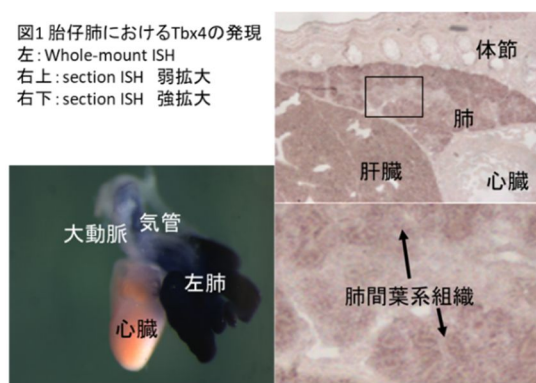 図1 胎仔肺におけるTbx4の発現
左：Whole-mount ISH
右上：section ISH　弱拡大
右下：section ISH　強拡大
体節
肺
肝臓
心臓
気管
大動脈
左肺
心臓
肺間葉系組織